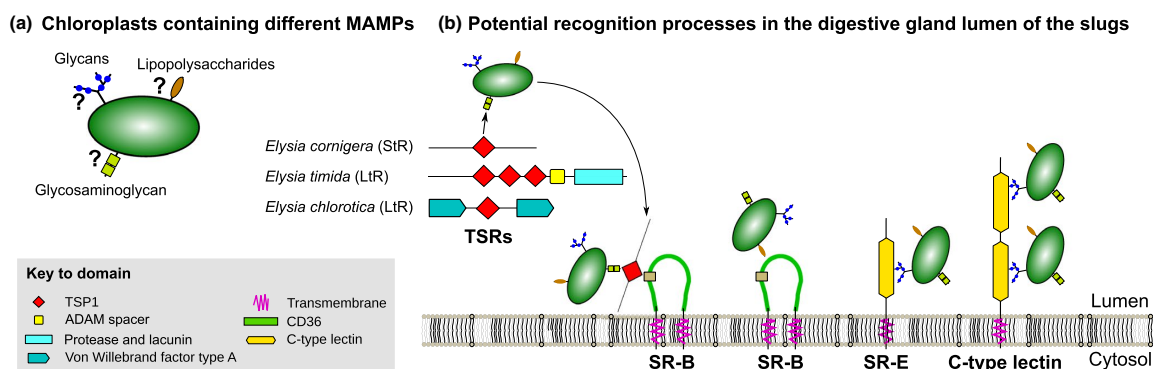 (a) Chloroplasts containing different MAMPs
Glycans
Lipopolysaccharides
?
?
?
Glycosaminoglycan
(b) Potential recognition processes in the digestive gland lumen of the slugs
Elysia cornigera (StR)
Elysia timida (LtR)
Elysia chlorotica (LtR)
TSRs
Key to domain
TSP1
ADAM spacer
Protease and lacunin
Von Willebrand factor type A
Transmembrane
CD36
C-type lectin
Lumen
SR-B
SR-B
SR-E
C-type lectin
Cytosol